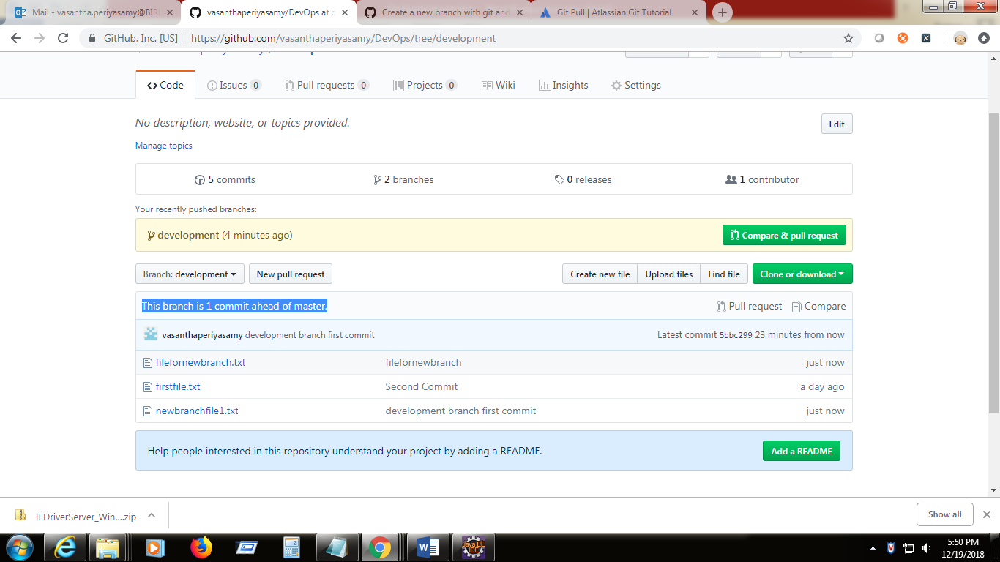 Mail - vasantha.periyasamy@BIR
vasanthaperiyasamy/DevOps at d
Create a new branch with git and
Git Pull | Atlassian Git Tutorial
GitHub, Inc. [US]
https://github.com/vasanthaperiyasamy/DevOps/tree/development
Code
Issues 0
Pull requests 0
Projects 0
Wiki
Insights
Settings
No description, website, or topics provided.
Edit
Manage topics
5 commits
2 branches
0 releases
1 contributor
Your recently pushed branches:
development (4 minutes ago)
Compare & pull request
Branch: development
New pull request
Create new file
Upload files
Find file
Clone or download
This branch is 1 commit ahead of master.
Pull request
Compare
vasanthaperiyasamy development branch first commit
Latest commit 5bbc299 23 minutes from now
filefornewbranch.txt
filefornewbranch
just now
firstfile.txt
Second Commit
a day ago
newbranchfile1.txt
development branch first commit
just now
Help people interested in this repository understand your project by adding a README.
Add a README
IEDriverServer_Win....zip
Show all
Java EE
IDE
5:50 PM
12/19/2018